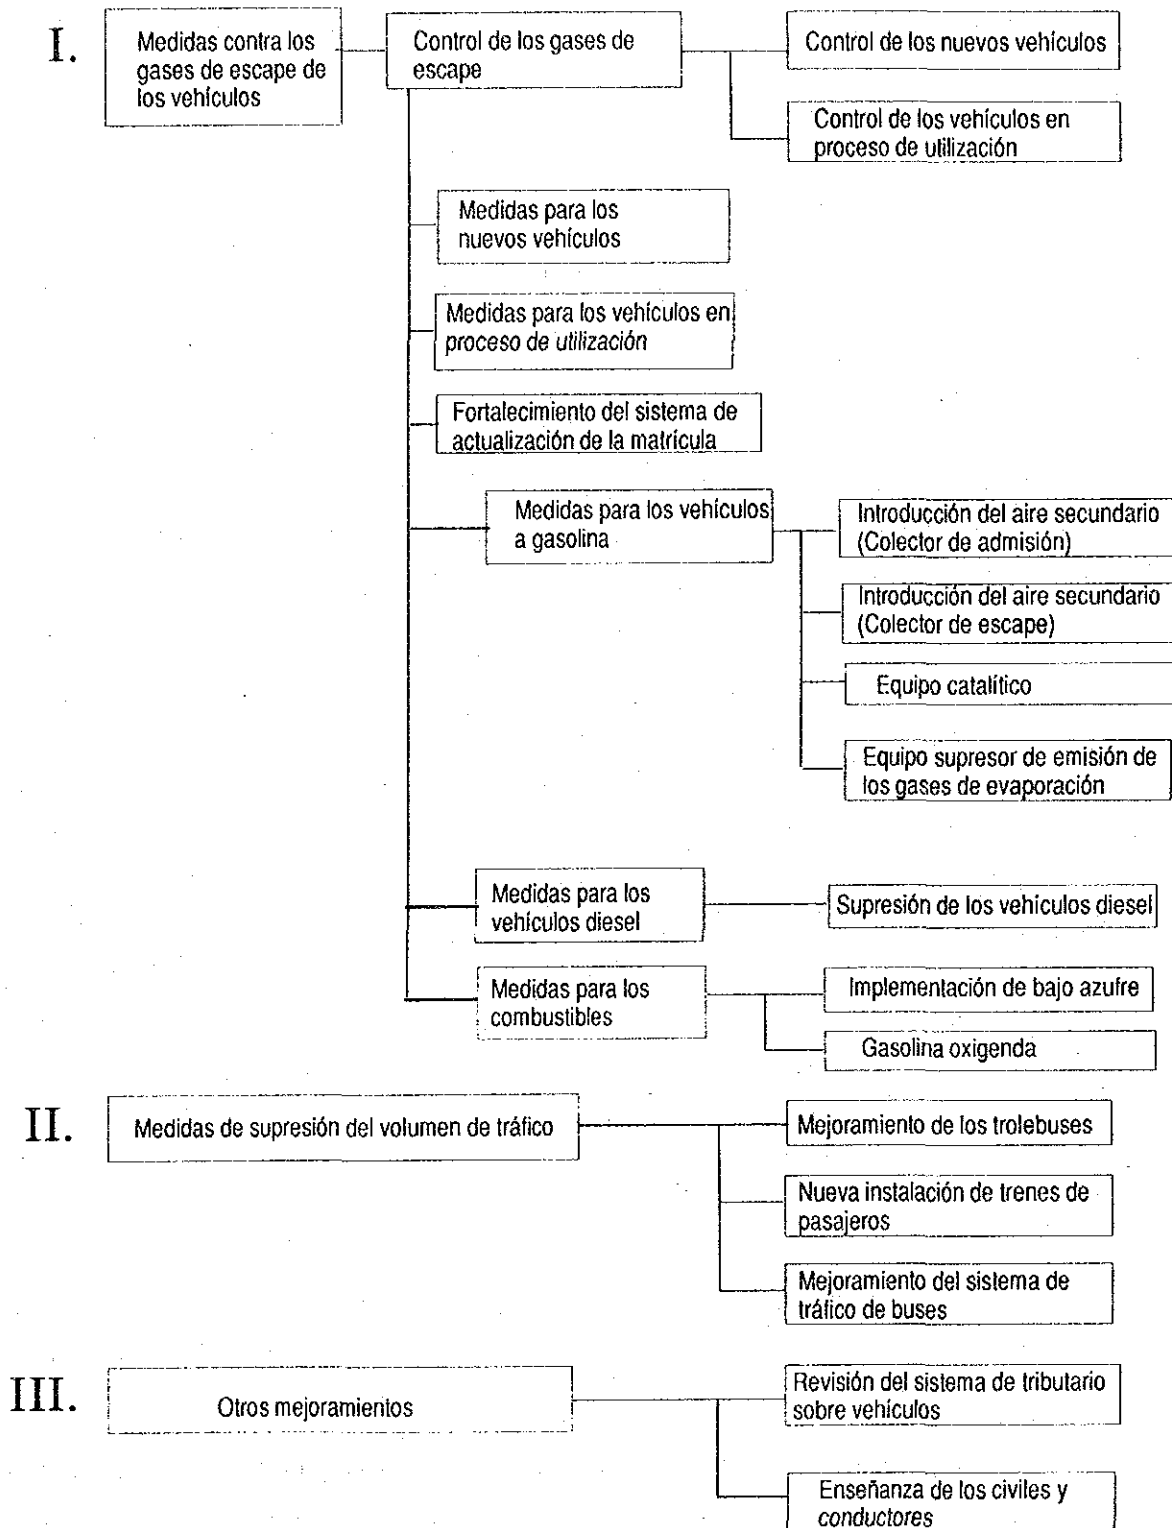 I.
Medidas contra los
gases de escape de
los vehículos
Control de los gases de
escape
Control de los nuevos vehículos
Control de los vehículos en
proceso de utilización
Medidas para los
nuevos vehículos
Medidas para los vehículos en
proceso de utilización
Fortalecimiento del sistema de
actualización de la matrícula
Medidas para los vehículos
a gasolina
Introducción del aire secundario
(Colector de admisión)
Introducción del aire secundario
(Colector de escape)
Equipo catalítico
Equipo supresor de emisión de
los gases de evaporación
Medidas para los
vehículos diesel
Supresión de los vehículos diesel
Medidas para los
combustibles
Implementación de bajo azufre
Gasolina oxigenda
II.
Medidas de supresión del volumen de tráfico
Mejoramiento de los trolebuses
Nueva instalación de trenes de
pasajeros
Mejoramiento del sistema de
tráfico de buses
III.
Otros mejoramientos
Revisión del sistema de tributario
sobre vehículos
Enseñanza de los civiles y
conductores